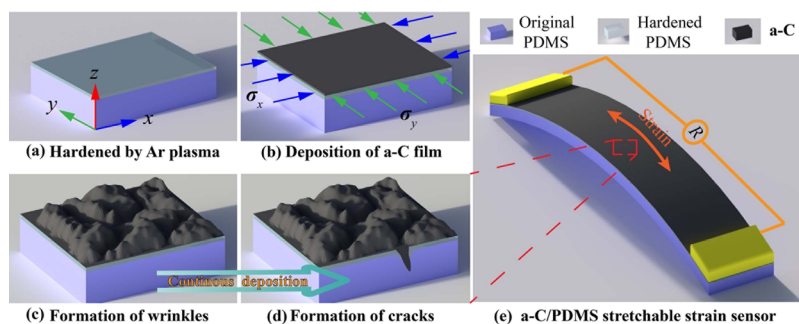 z
y
x
(a) Hardened by Ar plasma
σx
σy
(b) Deposition of a-C film
Original
PDMS
Hardened
PDMS
a-C
Strain
R
Continuous deposition
(c) Formation of wrinkles
(d) Formation of cracks
(e) a-C/PDMS stretchable strain sensor